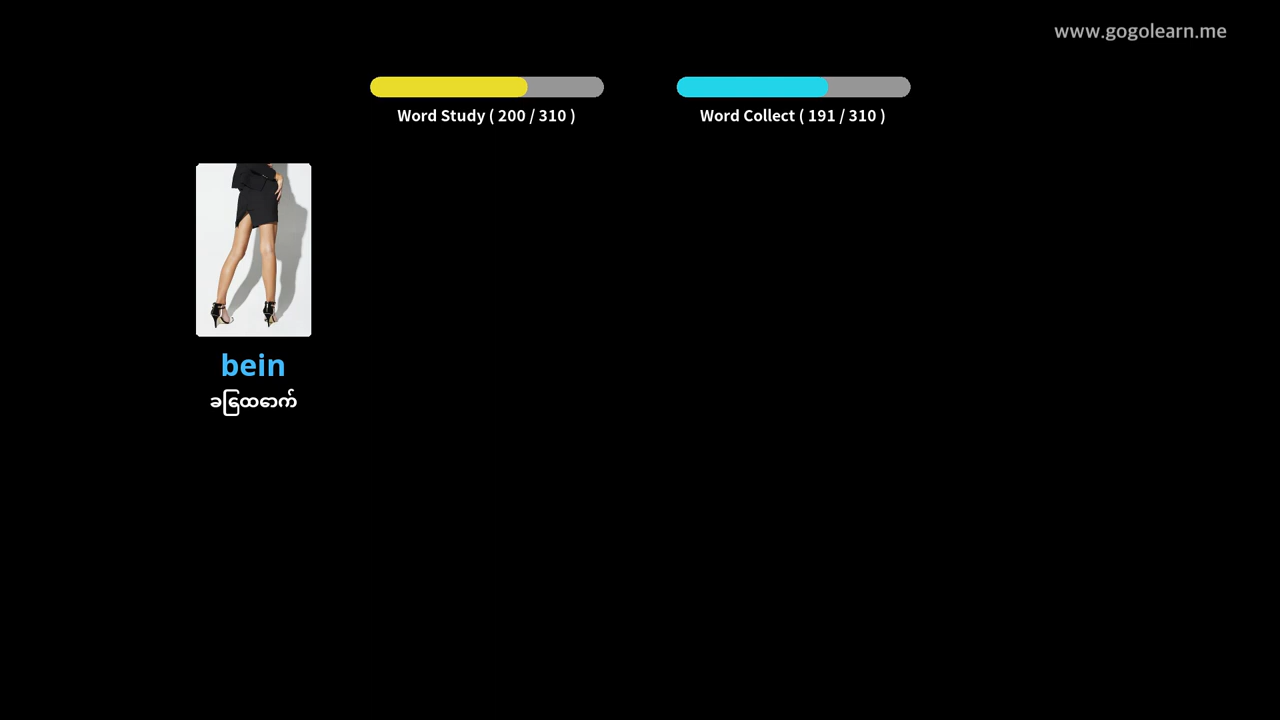 www.gogolearn.me
Word Study ( 200 / 310 )
Word Collect ( 191 / 310 )
bein
ခြေထောက်